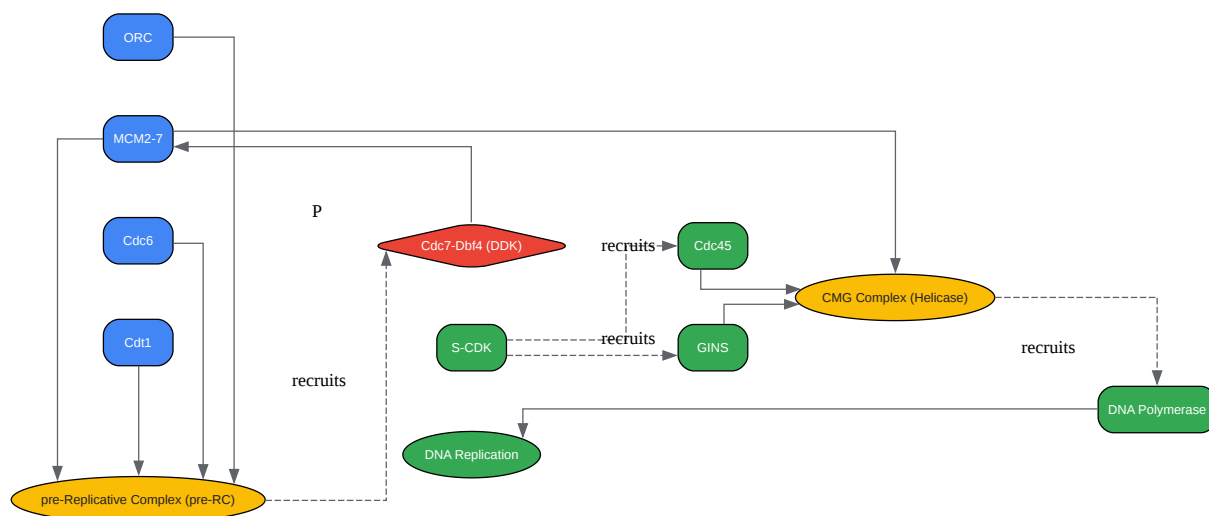 ORC
MCM2-7
P
Cdc6
Cdc7-Dbf4 (DDK)
recruits
Cdc45
CMG Complex (Helicase)
Cdt1
S-CDK
recruits
GINS
recruits
recruits
DNA Polymerase
DNA Replication
pre-Replicative Complex (pre-RC)